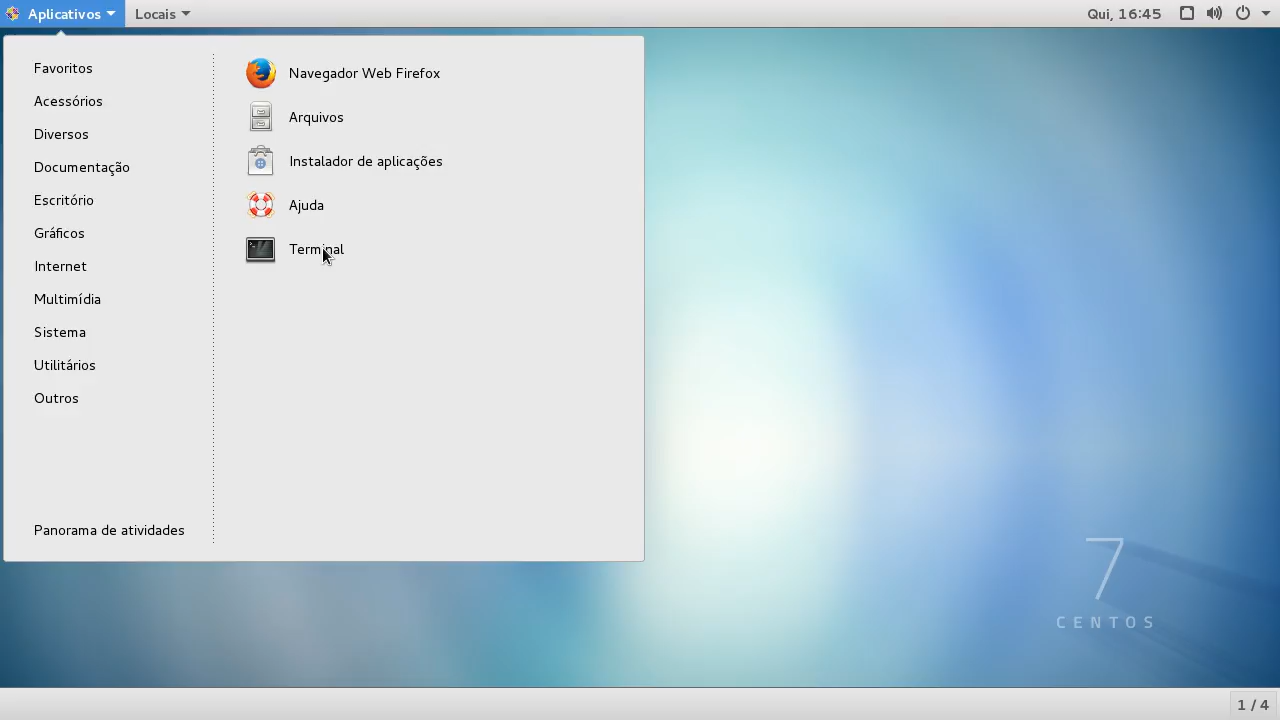 Aplicativos
Locais
Qui, 16:45
Favoritos
Acessórios
Diversos
Documentação
Escritório
Gráficos
Internet
Multimídia
Sistema
Utilitários
Outros
Panorama de atividades
Navegador Web Firefox
Arquivos
Instalador de aplicações
Ajuda
Terminal
7
CENTOS
1 / 4